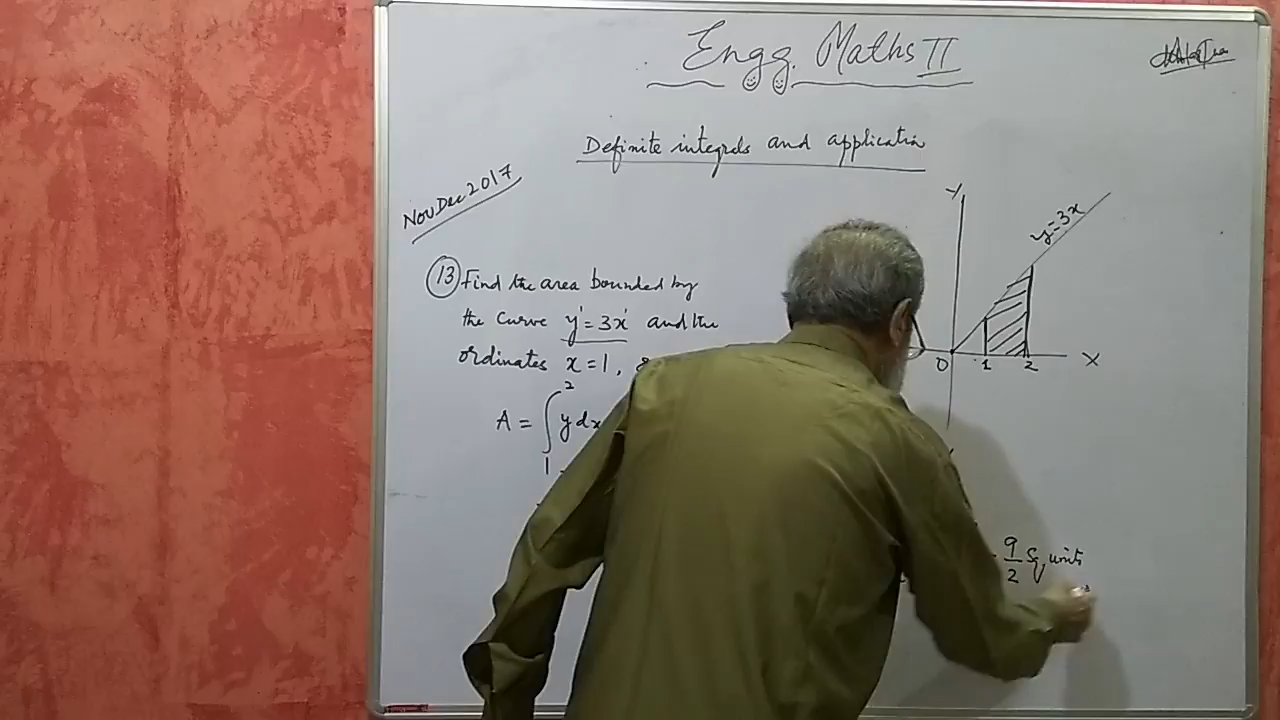 Engg. Maths II
Definite integrals and application
Nov Dec 2017
13 Find the area bounded by
the curve y = 3x and the
ordinates x = 1,
A = ∫ y dx
2
1
Y
y = 3x
O 1 2 X
9/2 Sq units